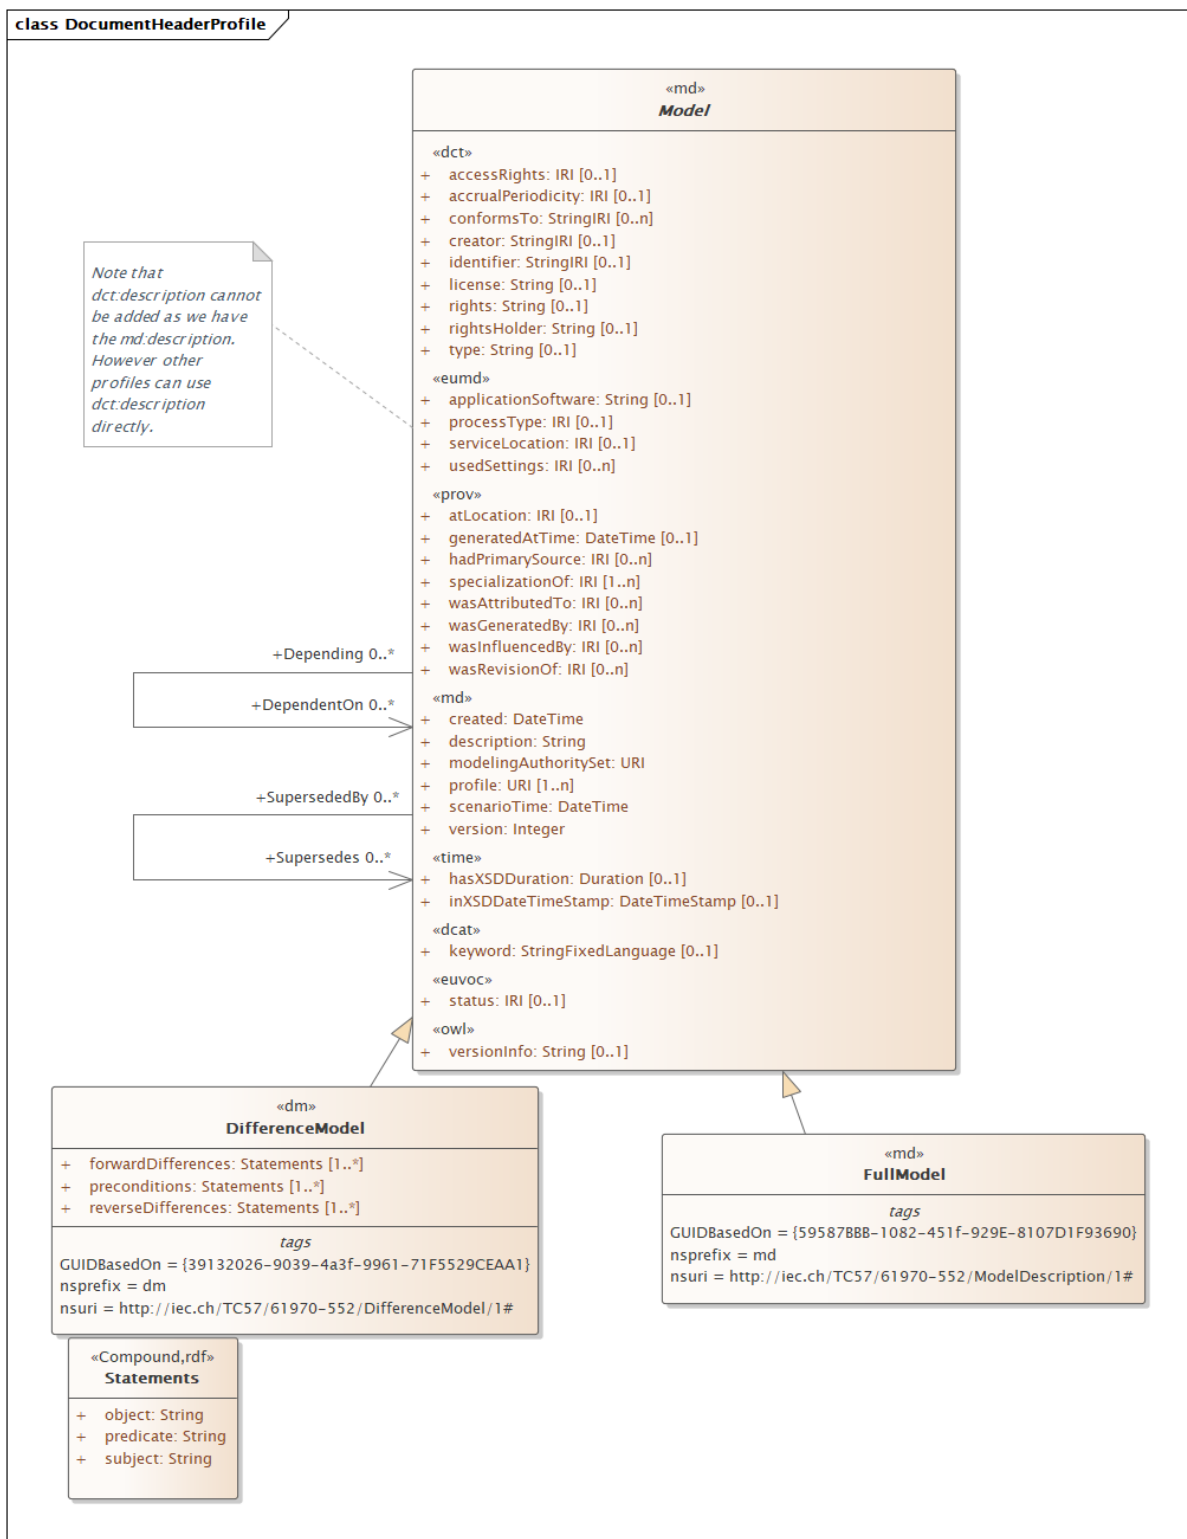 class DocumentHeaderProfile
«md»
Model
«dct»
+ accessRights: IRI [0..1]
+ accrualPeriodicity: IRI [0..1]
+ conformsTo: StringIRI [0..n]
+ creator: StringIRI [0..1]
+ identifier: StringIRI [0..1]
+ license: String [0..1]
+ rights: String [0..1]
+ rightsHolder: String [0..1]
+ type: String [0..1]
«eumd»
+ applicationSoftware: String [0..1]
+ processType: IRI [0..1]
+ serviceLocation: IRI [0..1]
+ usedSettings: IRI [0..n]
«prov»
+ atLocation: IRI [0..1]
+ generatedAtTime: DateTime [0..1]
+ hadPrimarySource: IRI [0..n]
+ specializationOf: IRI [1..n]
+ wasAttributedTo: IRI [0..n]
+ wasGeneratedBy: IRI [0..n]
+ wasInfluencedBy: IRI [0..n]
+ wasRevisionOf: IRI [0..n]
«md»
+ created: DateTime
+ description: String
+ modelingAuthoritySet: URI
+ profile: URI [1..n]
+ scenarioTime: DateTime
+ version: Integer
«time»
+ hasXSDDuration: Duration [0..1]
+ inXSDDateTimeStamp: DateTimeStamp [0..1]
«dcat»
+ keyword: StringFixedLanguage [0..1]
«euvoc»
+ status: IRI [0..1]
«owl»
+ versionInfo: String [0..1]
Note that
dct:description cannot
be added as we have
the md:description.
However other
profiles can use
dct:description
directly.
+Depending 0..*
+DependentOn 0..*
+SupersededBy 0..*
+Supersedes 0..*
«dm»
DifferenceModel
+ forwardDifferences: Statements [1..*]
+ preconditions: Statements [1..*]
+ reverseDifferences: Statements [1..*]
tags
GUIDBasedOn = {39132026-9039-4a3f-9961-71F5529CEAA1}
nsprefix = dm
nsuri = http://iec.ch/TC57/61970-552/DifferenceModel/1#
«md»
FullModel
tags
GUIDBasedOn = {59587BBB-1082-451f-929E-8107D1F93690}
nsprefix = md
nsuri = http://iec.ch/TC57/61970-552/ModelDescription/1#
«Compound,rdf»
Statements
+ object: String
+ predicate: String
+ subject: String